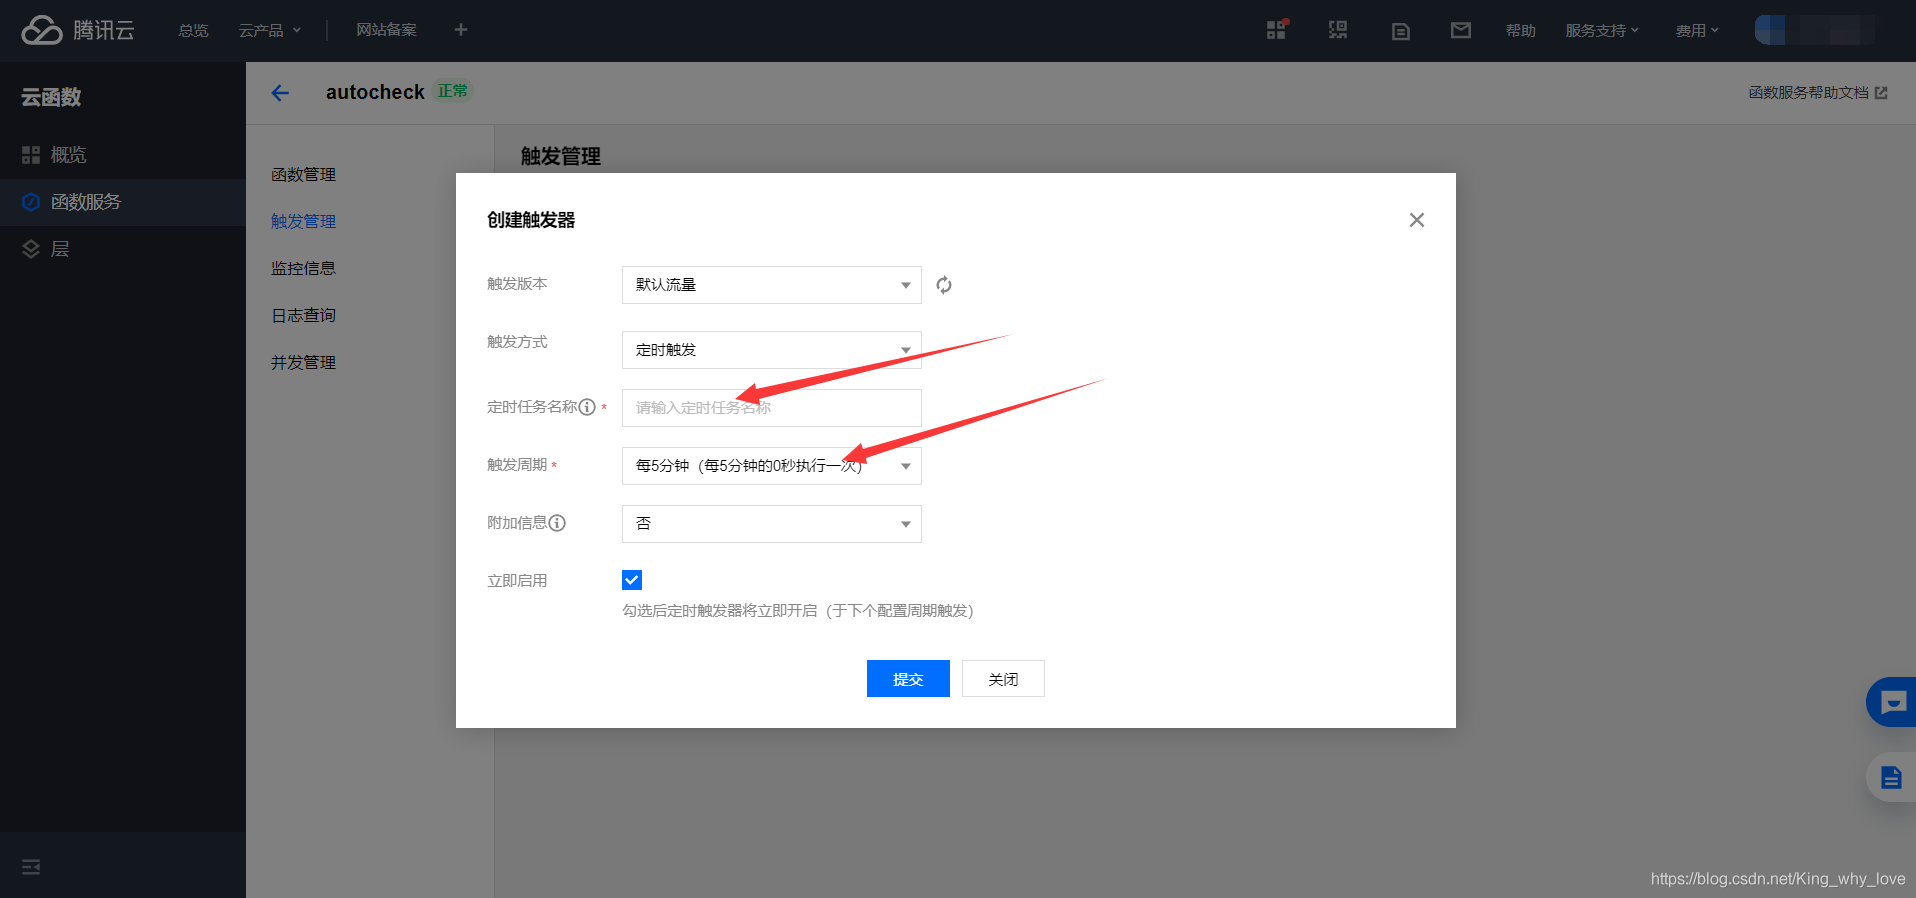 腾讯云
总览
云产品
网站备案
帮助
服务支持
费用
云函数
概览
函数服务
层
autocheck 正常
函数服务帮助文档
函数管理
触发管理
监控信息
日志查询
并发管理
触发管理
创建触发器
触发版本
默认流量
触发方式
定时触发
定时任务名称 *
请输入定时任务名称
触发周期 *
每5分钟（每5分钟的0秒执行一次）
附加信息
否
立即启用
勾选后定时触发器将立即开启（于下个配置周期触发）
提交
关闭
https://blog.csdn.net/King_why_love